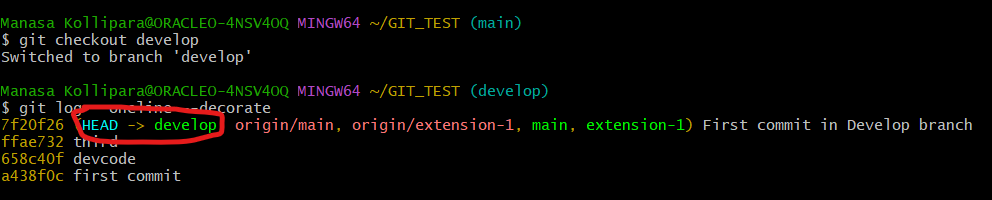 Manasa Kollipara@ORACLEO-4NSV4OQ MINGW64 ~/GIT_TEST (main)
$ git checkout develop
Switched to branch 'develop'
Manasa Kollipara@ORACLEO-4NSV4OQ MINGW64 ~/GIT_TEST (develop)
$ git log --oneline --decorate
7f20f26 (HEAD -> develop, origin/main, origin/extension-1, main, extension-1) First commit in Develop branch
ffae732 third
658c40f devcode
a438f0c first commit